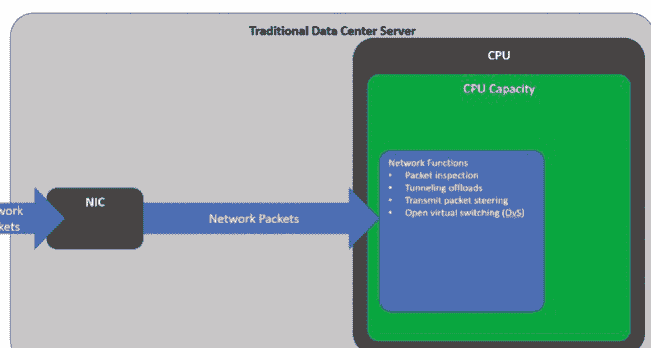 Traditional Data Center Server
CPU
CPU Capacity
Network Functions
• Packet inspection
• Tunneling offloads
• Transmit packet steering
• Open virtual switching (OvS)
NIC
work
kets
Network Packets